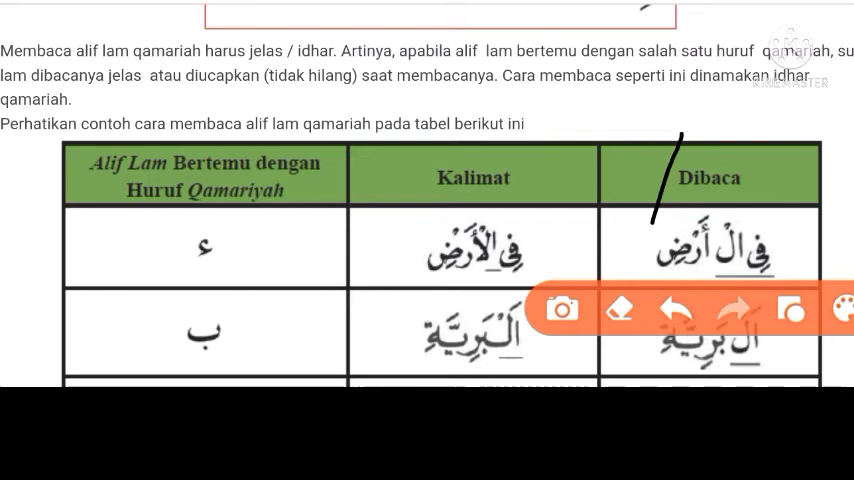 Membaca alif lam qamariah harus jelas / idhar. Artinya, apabila alif lam bertemu dengan salah satu huruf qamariah, su
lam dibacanya jelas atau diucapkan (tidak hilang) saat membacanya. Cara membaca seperti ini dinamakan idhar
qamariah.
KINEMASTER
Perhatikan contoh cara membaca alif lam qamariah pada tabel berikut ini
Alif Lam Bertemu dengan
Huruf Qamariyah
Kalimat
Dibaca
ء
فِى الْأَرْضِ
فِى الْ أَرْضِ
ب
اَلْبَرِيَّةِ
اَلْ بَرِيَّةِ